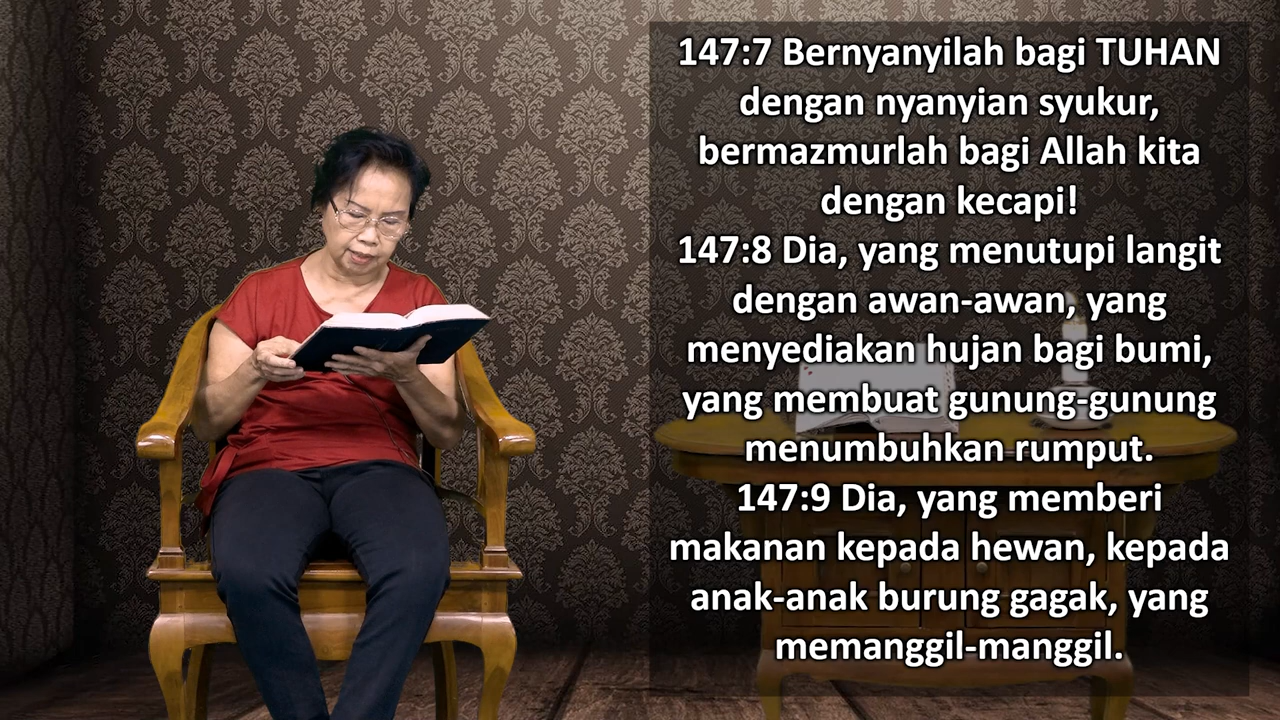 147:7 Bernyanyilah bagi TUHAN
dengan nyanyian syukur,
bermazmurlah bagi Allah kita
dengan kecapi!
147:8 Dia, yang menutupi langit
dengan awan-awan, yang
menyediakan hujan bagi bumi,
yang membuat gunung-gunung
menumbuhkan rumput.
147:9 Dia, yang memberi
makanan kepada hewan, kepada
anak-anak burung gagak, yang
memanggil-manggil.